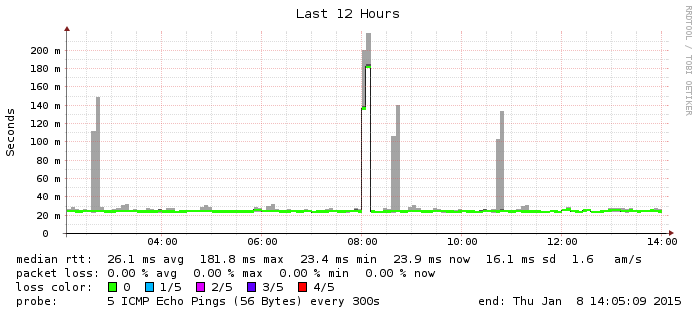 Last 12 Hours
RRDTOOL / TOBI OETIKER
Seconds
200 m
180 m
160 m
140 m
120 m
100 m
80 m
60 m
40 m
20 m
0
04:00 06:00 08:00 10:00 12:00 14:00
median rtt: 26.1 ms avg 181.8 ms max 23.4 ms min 23.9 ms now 16.1 ms sd 1.6 am/s
packet loss: 0.00 % avg 0.00 % max 0.00 % min 0.00 % now
loss color: 0 1/5 2/5 3/5 4/5
probe: 5 ICMP Echo Pings (56 Bytes) every 300s end: Thu Jan 8 14:05:09 2015